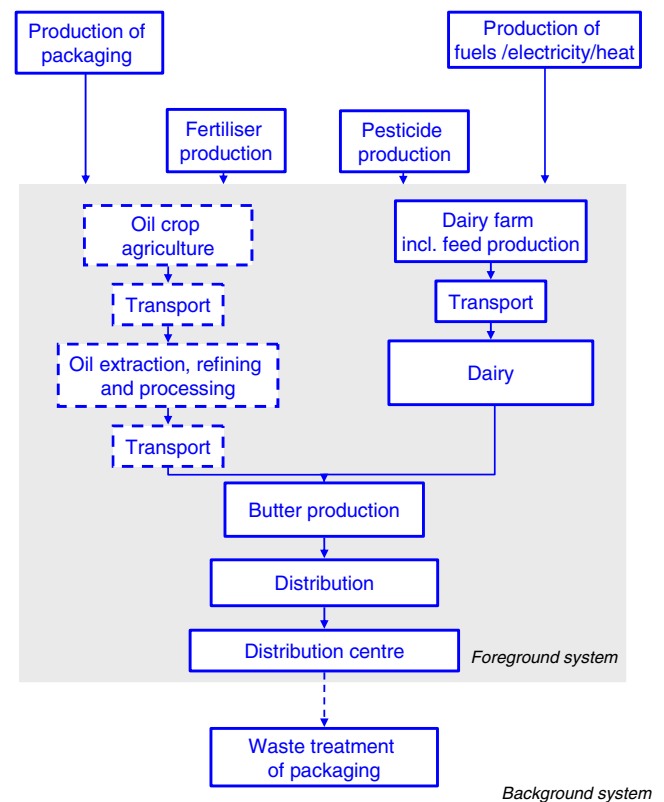 Production of
packaging
Production of
fuels /electricity/heat
Fertiliser
production
Pesticide
production
Oil crop
agriculture
Dairy farm
incl. feed production
Transport
Transport
Oil extraction, refining
and processing
Dairy
Transport
Butter production
Distribution
Distribution centre
Foreground system
Waste treatment
of packaging
Background system